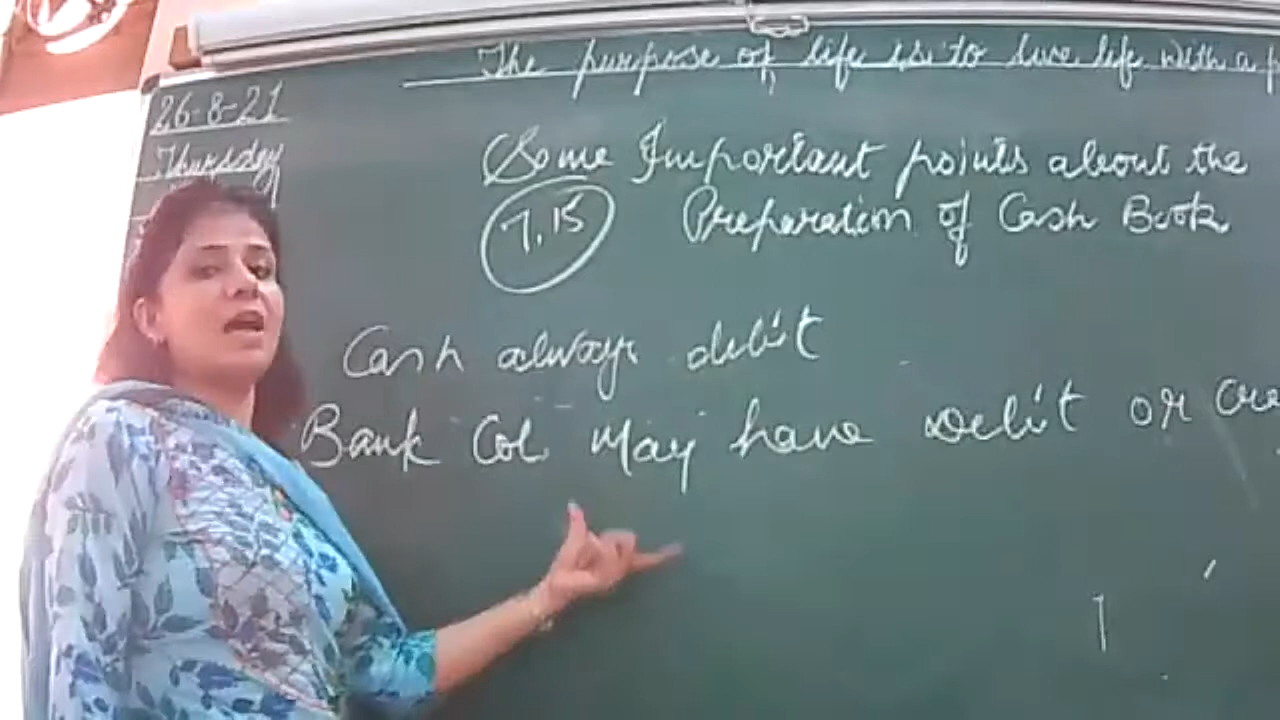 The purpose of life is to live life with a
26-8-21
Thursday
Some Important points about the
7.15 Preparation of Cash Book
Cash always debit
Bank Col. May have Debit or